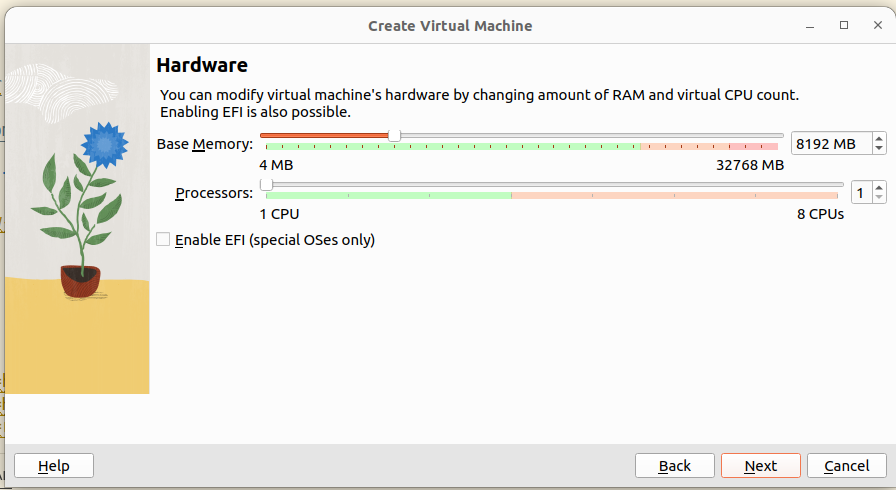 Create Virtual Machine
Hardware
You can modify virtual machine's hardware by changing amount of RAM and virtual CPU count.
Enabling EFI is also possible.
Base Memory: 8192 MB
4 MB 32768 MB
Processors: 1
1 CPU 8 CPUs
Enable EFI (special OSes only)
Help Back Next Cancel